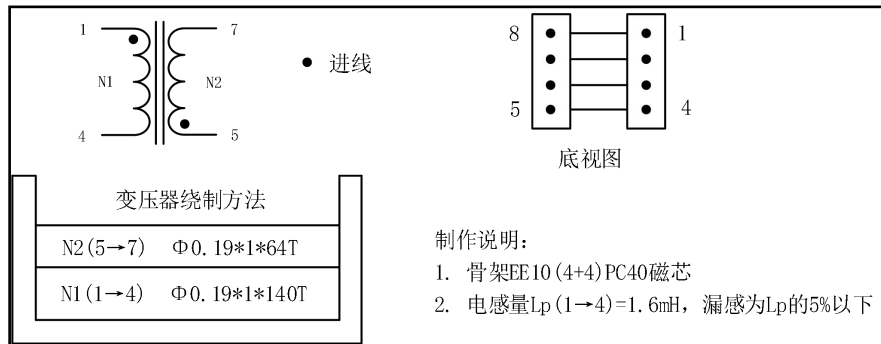 1
7
N1
N2
4
5
● 进线
8
1
5
4
底视图
变压器绕制方法
N2(5→7) Φ0.19*1*64T
N1(1→4) Φ0.19*1*140T
制作说明:
1. 骨架EE10(4+4)PC40磁芯
2. 电感量Lp(1→4)=1.6mH，漏感为Lp的5%以下